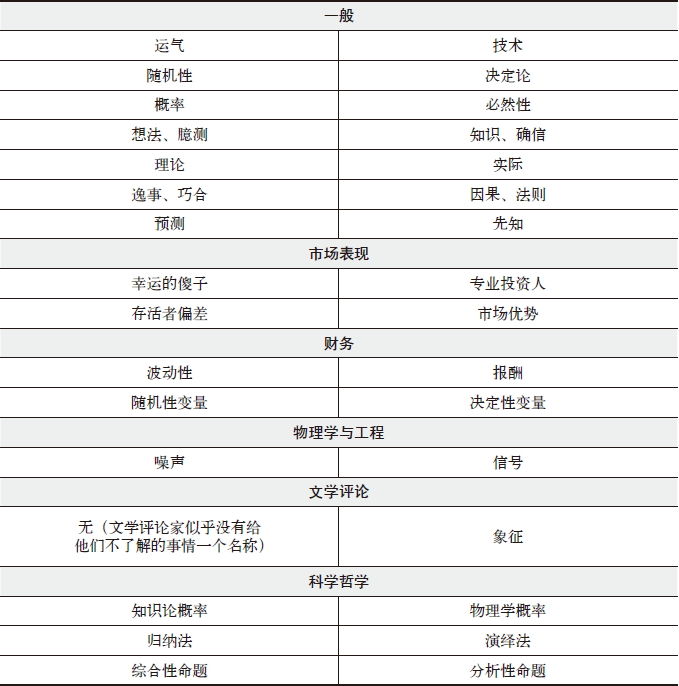 一般
运气 技术
随机性 决定论
概率 必然性
想法、臆测 知识、确信
理论 实际
逸事、巧合 因果、法则
预测 先知
市场表现
幸运的傻子 专业投资人
存活者偏差 市场优势
财务
波动性 报酬
随机性变量 决定性变量
物理学与工程
噪声 信号
文学评论
无（文学评论家似乎没有给
他们不了解的事情一个名称） 象征
科学哲学
知识论概率 物理学概率
归纳法 演绎法
综合性命题 分析性命题